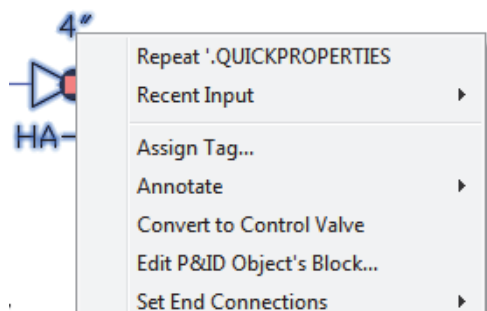 4″
Repeat '.QUICKPROPERTIES
Recent Input
HA-
Assign Tag...
Annotate
Convert to Control Valve
Edit P&ID Object's Block...
Set End Connections